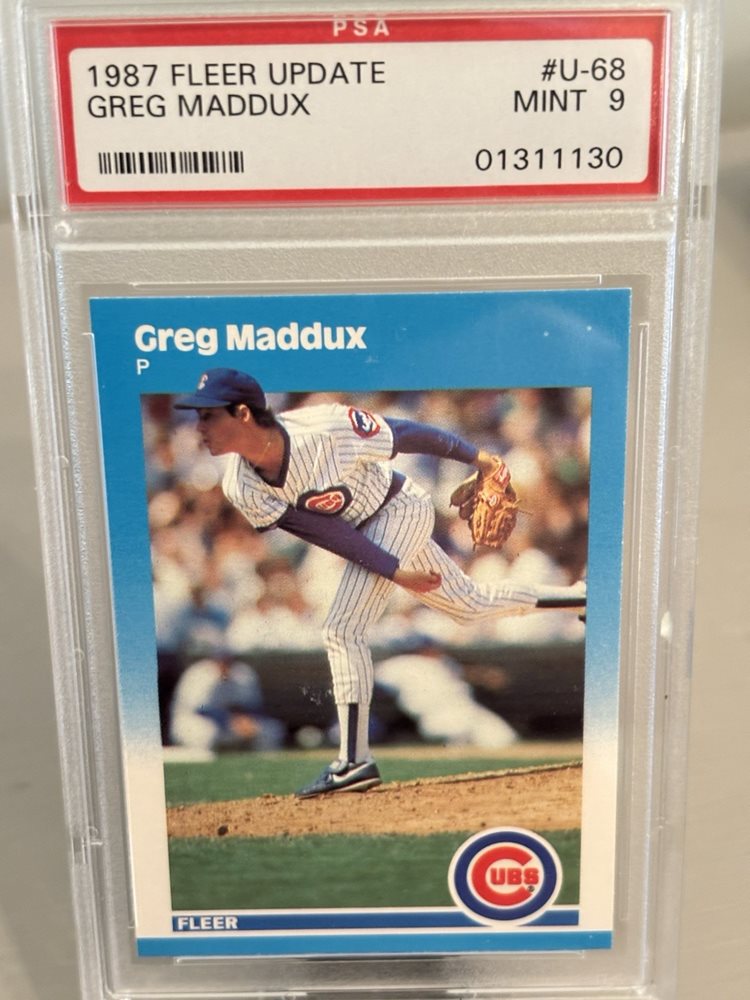 PSA
1987 FLEER UPDATE #U-68
GREG MADDUX MINT 9
01311130
Greg Maddux
P
CUBS
FLEER